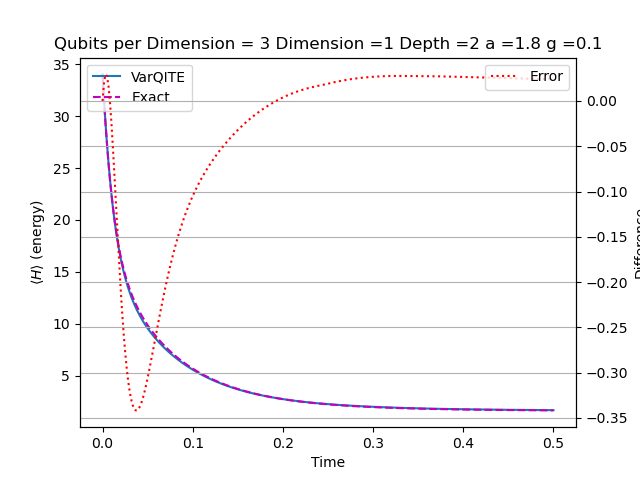 Qubits per Dimension = 3 Dimension =1 Depth =2 a =1.8 g =0.1
VarQITE
Exact
Error
35
30
25
20
15
10
5
⟨H⟩ (energy)
0.00
−0.05
−0.10
−0.15
−0.20
−0.25
−0.30
−0.35
Difference
0.0 0.1 0.2 0.3 0.4 0.5
Time